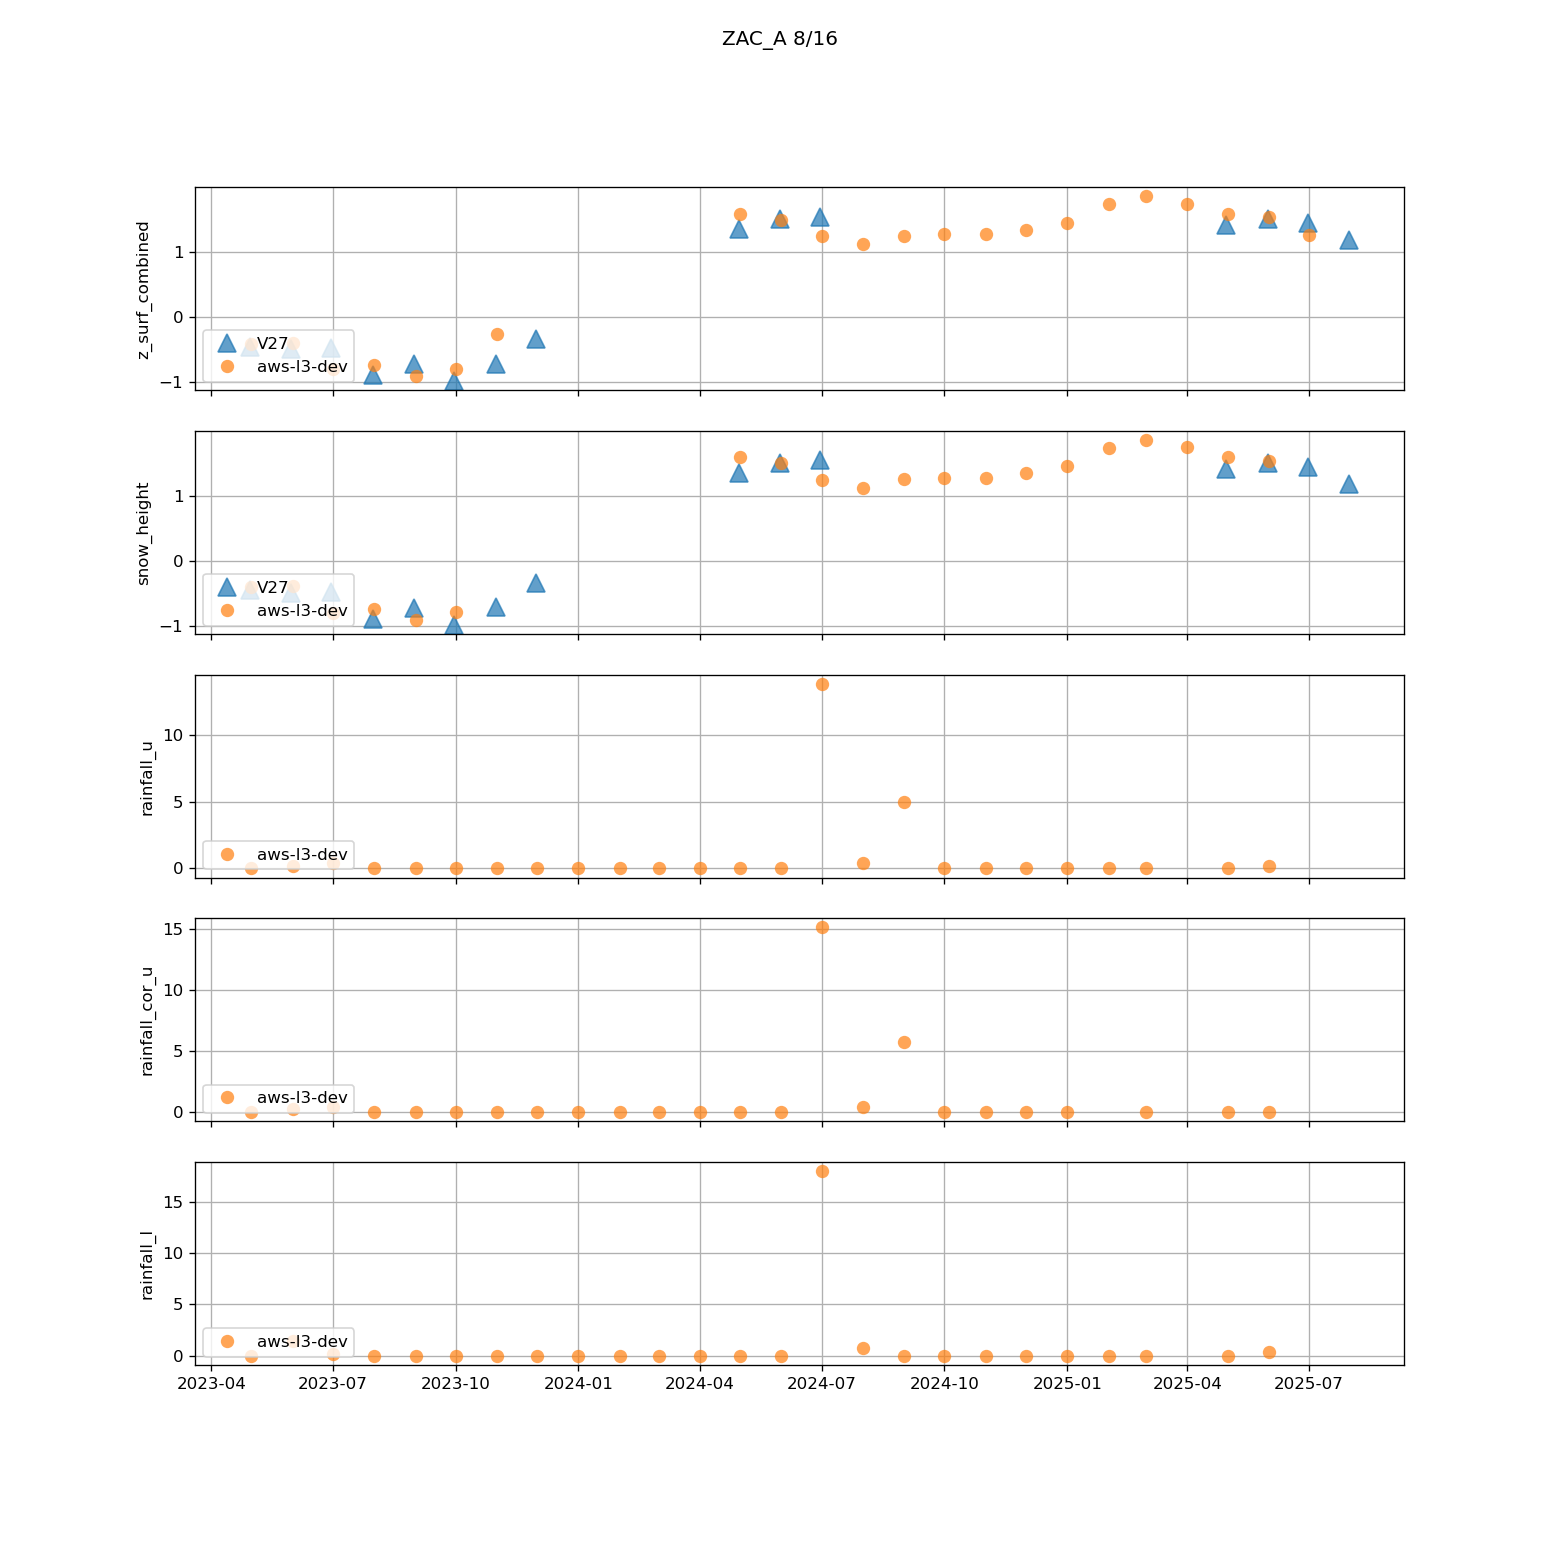 ZAC_A 8/16
z_surf_combined
1
0
−1
V27
aws-l3-dev
snow_height
1
0
−1
V27
aws-l3-dev
rainfall_u
10
5
0
aws-l3-dev
rainfall_cor_u
15
10
5
0
aws-l3-dev
rainfall_l
15
10
5
0
aws-l3-dev
2023-04 2023-07 2023-10 2024-01 2024-04 2024-07 2024-10 2025-01 2025-04 2025-07